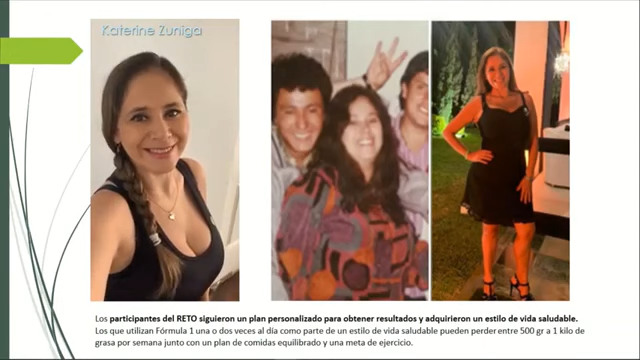 Katerine Zuniga
Los participantes del RETO siguieron un plan personalizado para obtener resultados y adquirieron un estilo de vida saludable.
Los que utilizan Fórmula 1 una o dos veces al día como parte de un estilo de vida saludable pueden perder entre 500 gr a 1 kilo de
grasa por semana junto con un plan de comidas equilibrado y una meta de ejercicio.